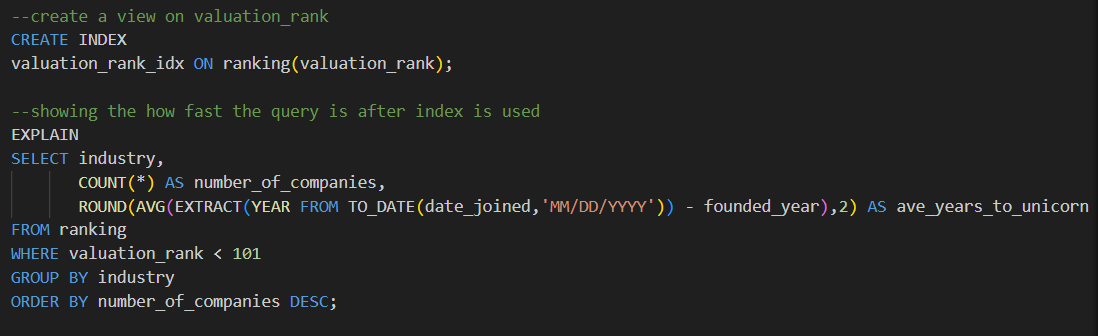 --create a view on valuation_rank
CREATE INDEX
valuation_rank_idx ON ranking(valuation_rank);

--showing the how fast the query is after index is used
EXPLAIN
SELECT industry,
COUNT(*) AS number_of_companies,
ROUND(AVG(EXTRACT(YEAR FROM TO_DATE(date_joined,'MM/DD/YYYY')) - founded_year),2) AS ave_years_to_unicorn
FROM ranking
WHERE valuation_rank < 101
GROUP BY industry
ORDER BY number_of_companies DESC;